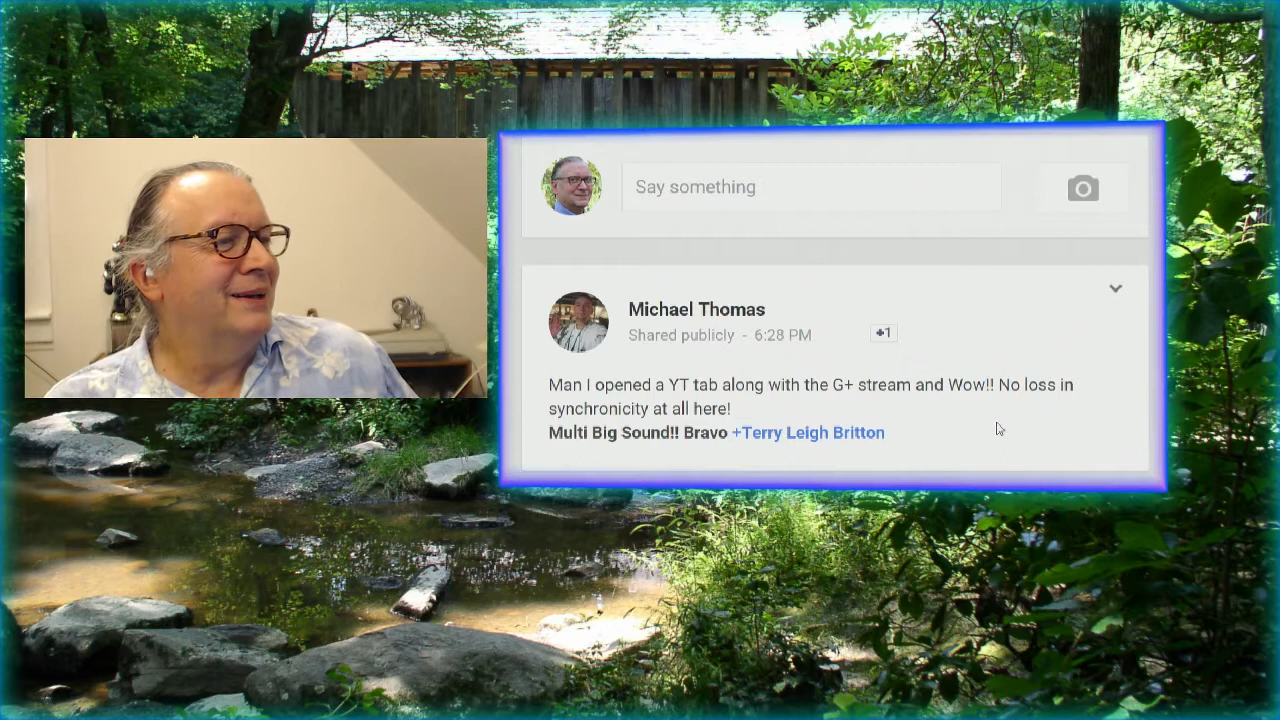 Say something
Michael Thomas
Shared publicly - 6:28 PM
+1
Man I opened a YT tab along with the G+ stream and Wow!! No loss in
synchronicity at all here!
Multi Big Sound!! Bravo +Terry Leigh Britton